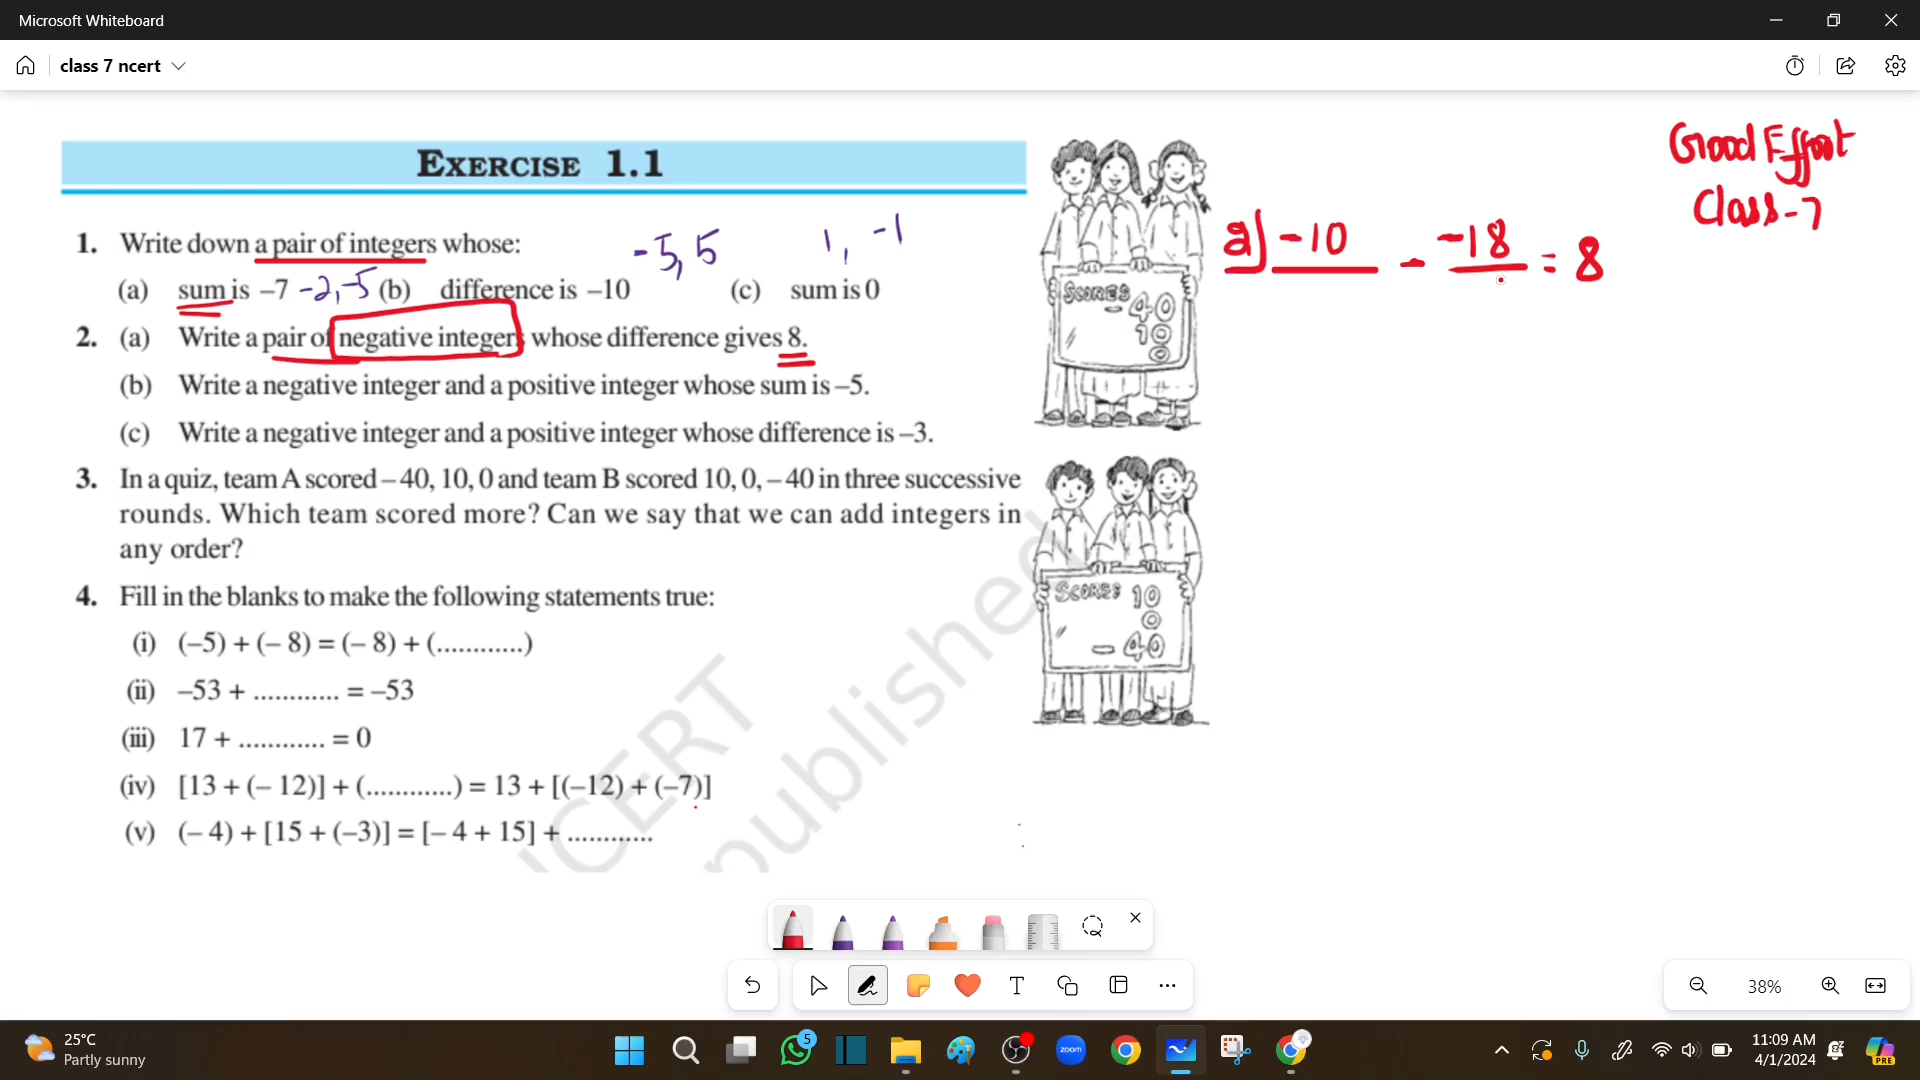 Microsoft Whiteboard
class 7 ncert
EXERCISE 1.1
1. Write down a pair of integers whose:
(a) sum is –7 -2, -5 (b) difference is –10 -5, 5 (c) sum is 0 1, -1
2. (a) Write a pair of negative integers whose difference gives 8.
(b) Write a negative integer and a positive integer whose sum is –5.
(c) Write a negative integer and a positive integer whose difference is –3.
3. In a quiz, team A scored – 40, 10, 0 and team B scored 10, 0, – 40 in three successive
rounds. Which team scored more? Can we say that we can add integers in
any order?
4. Fill in the blanks to make the following statements true:
(i) (–5) + (– 8) = (– 8) + (............)
(ii) –53 + ............ = –53
(iii) 17 + ............ = 0
(iv) [13 + (– 12)] + (............) = 13 + [(–12) + (–7)]
(v) (– 4) + [15 + (–3)] = [– 4 + 15] + ............
SCORES
- 40
10
0
SCORES 10
0
- 40
Good Effort
Class-7
a) -10 - -18 = 8
NCERT
published
38%
25°C
Partly sunny
5
zoom
11:09 AM
4/1/2024
PRE